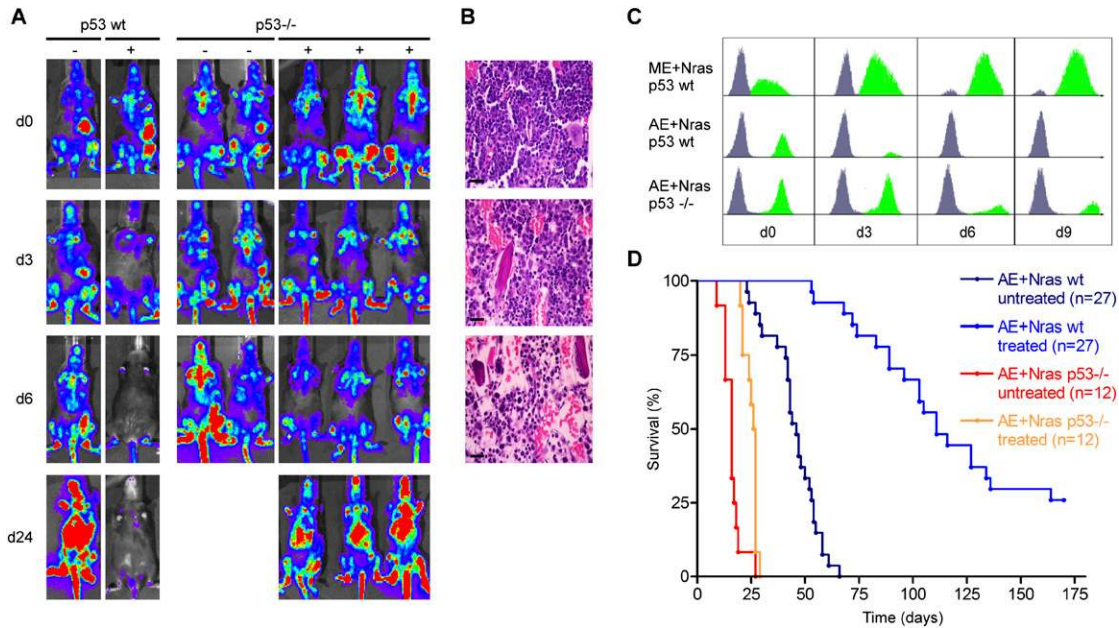 A
p53 wt
p53-/-
- + - - + + +
d0
d3
d6
d24
B
C
ME+Nras
p53 wt
AE+Nras
p53 wt
AE+Nras
p53 -/-
d0 d3 d6 d9
D
AE+Nras wt
untreated (n=27)
AE+Nras wt
treated (n=27)
AE+Nras p53-/-
untreated (n=12)
AE+Nras p53-/-
treated (n=12)
Survival (%)
100
75
50
25
0
0 25 50 75 100 125 150 175
Time (days)